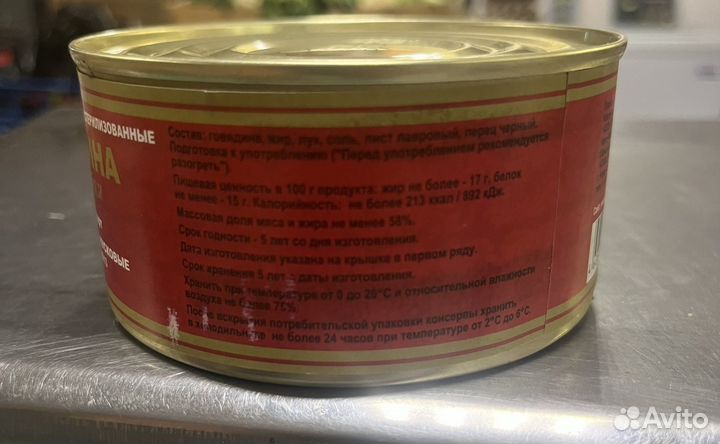 ЕРИЛИЗОВАННЫЕ
НА
КОВЫЕ
Состав: говядина, жир, лук, соль, лист лавровый, перец черный.
Подготовка к употреблению ("Перед употреблением рекомендуется
разогреть").
Пищевая ценность в 100 г продукта: жир не более - 17 г, белок
не менее - 15 г. Калорийность: не более 213 ккал / 892 кДж.
Массовая доля мяса и жира не менее 58%.
Срок годности - 5 лет со дня изготовления.
Дата изготовления указана на крышке в первом ряду.
Срок хранения 5 лет с даты изготовления.
Хранить при температуре от 0 до 20°С и относительной влажности
воздуха не более 75%.
После вскрытия потребительской упаковки консервы хранить
в холодильнике не более 24 часов при температуре от 2°С до 6°С.
Avito